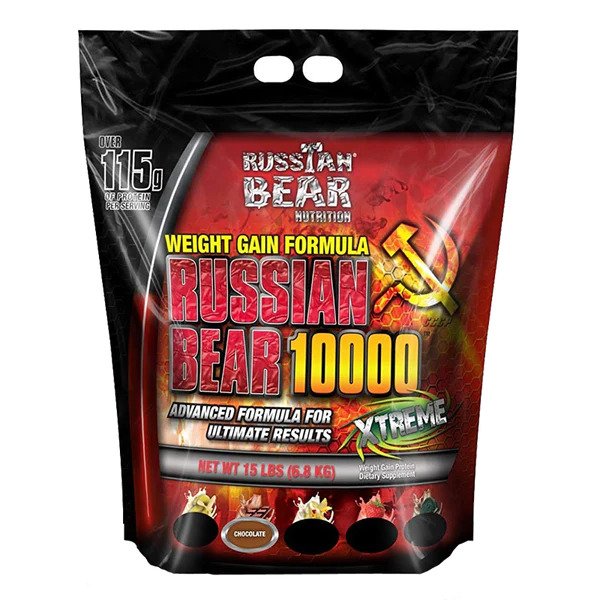 OVER
115g
OF PROTEIN
PER SERVING
RUSSIAN
BEAR
NUTRITION
WEIGHT GAIN FORMULA
RUSSIAN
BEAR 10000
CCCP
ADVANCED FORMULA FOR
ULTIMATE RESULTS
XTREME
NET WT 15 LBS (6.8 KG)
Weight Gain Protein
Dietary Supplement
CHOCOLATE